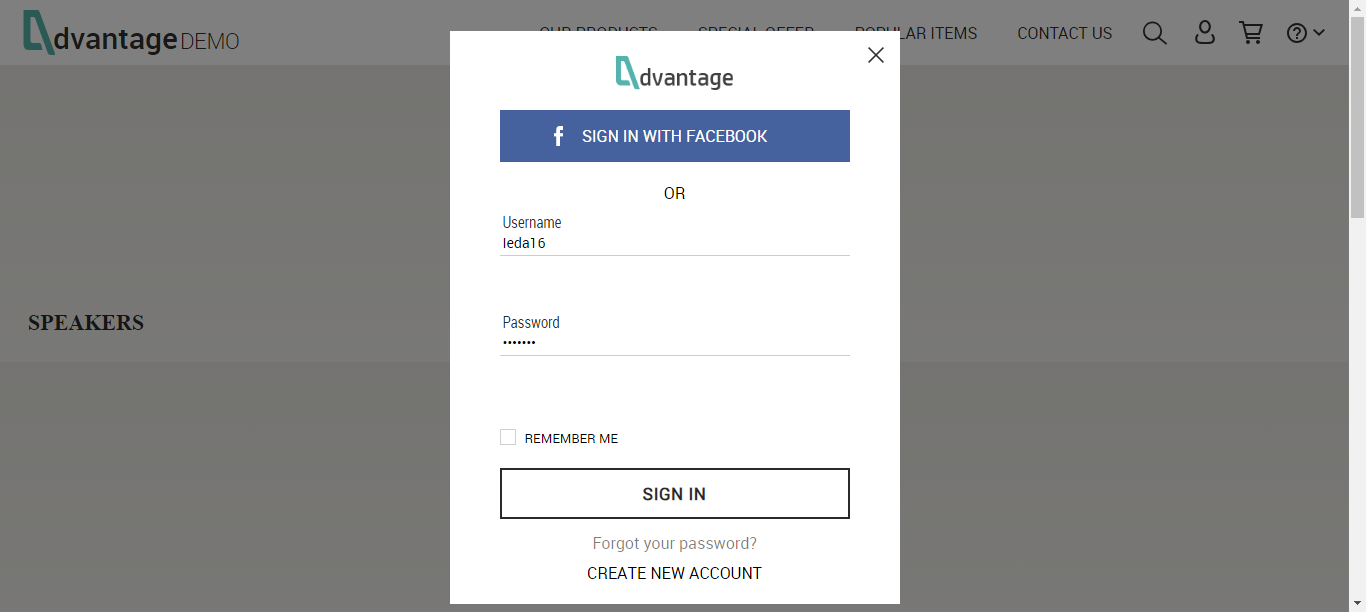 dvantage DEMO
OUR PRODUCTS SPECIAL OFFER POPULAR ITEMS CONTACT US
dvantage
SIGN IN WITH FACEBOOK
OR
Username
Ieda16
Password
REMEMBER ME
SIGN IN
Forgot your password?
CREATE NEW ACCOUNT
SPEAKERS